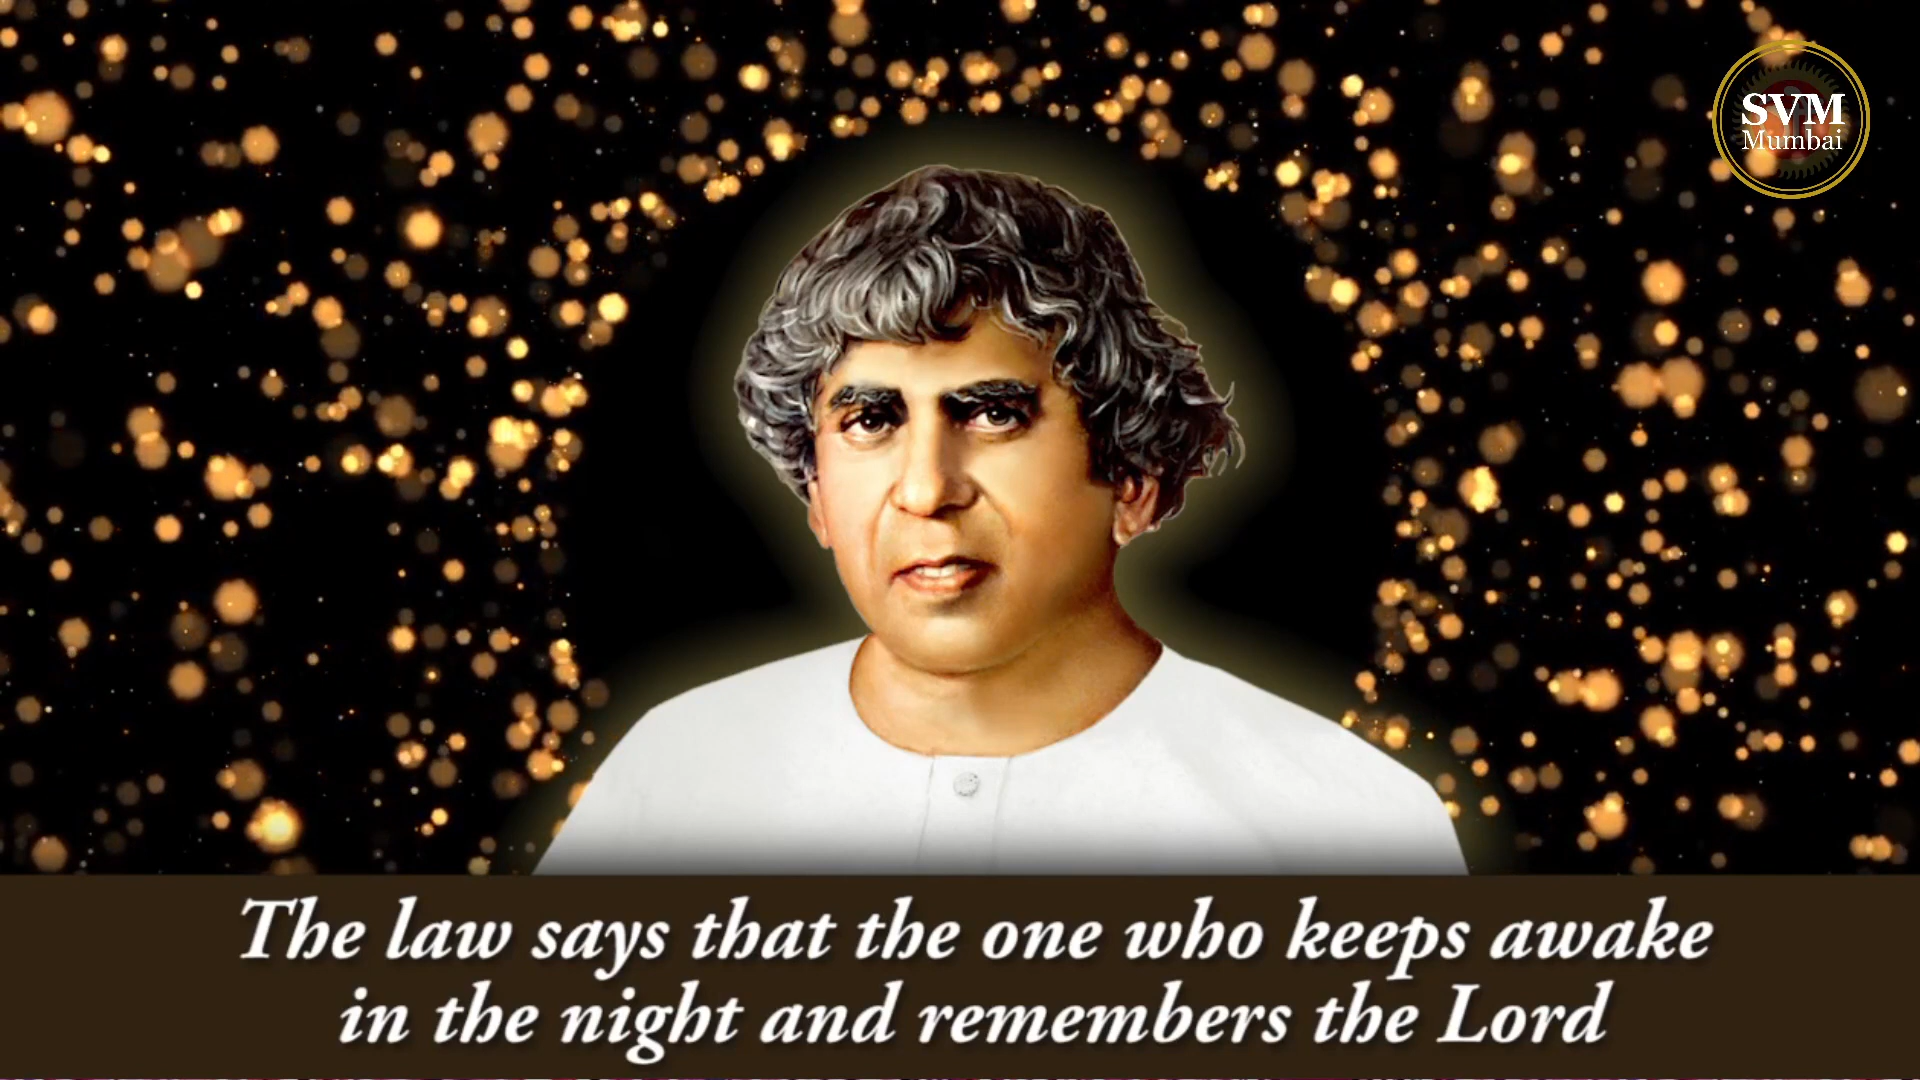 SVM
Mumbai
The law says that the one who keeps awake
in the night and remembers the Lord